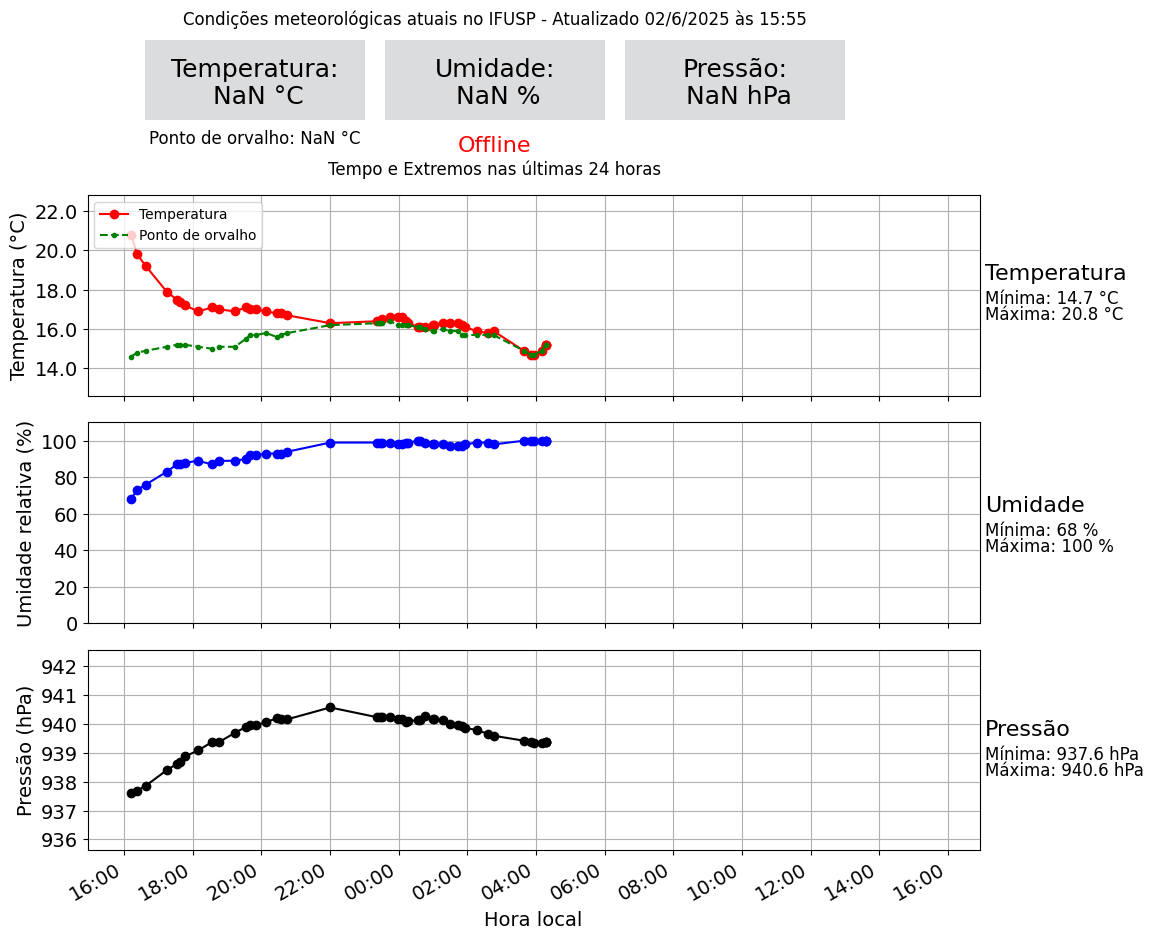 Condições meteorológicas atuais no IFUSP - Atualizado 02/6/2025 às 15:55
Temperatura:
NaN °C
Umidade:
NaN %
Pressão:
NaN hPa
Ponto de orvalho: NaN °C
Offline
Tempo e Extremos nas últimas 24 horas
Temperatura (°C)
22.0
20.0
18.0
16.0
14.0
Temperatura
Ponto de orvalho
Temperatura
Mínima: 14.7 °C
Máxima: 20.8 °C
Umidade relativa (%)
100
80
60
40
20
0
Umidade
Mínima: 68 %
Máxima: 100 %
Pressão (hPa)
942
941
940
939
938
937
936
Pressão
Mínima: 937.6 hPa
Máxima: 940.6 hPa
16:00 18:00 20:00 22:00 00:00 02:00 04:00 06:00 08:00 10:00 12:00 14:00 16:00
Hora local